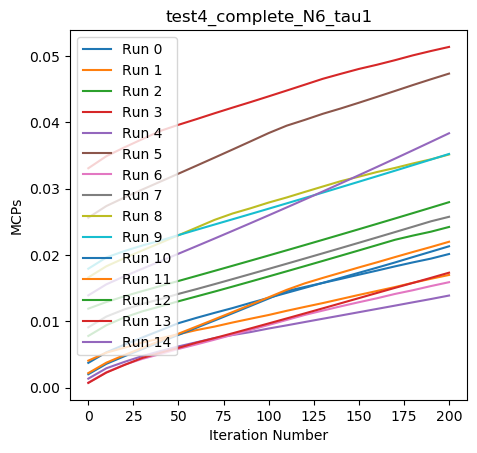 test4_complete_N6_tau1
MCPs
0.05
0.04
0.03
0.02
0.01
0.00
Run 0
Run 1
Run 2
Run 3
Run 4
Run 5
Run 6
Run 7
Run 8
Run 9
Run 10
Run 11
Run 12
Run 13
Run 14
0 25 50 75 100 125 150 175 200
Iteration Number